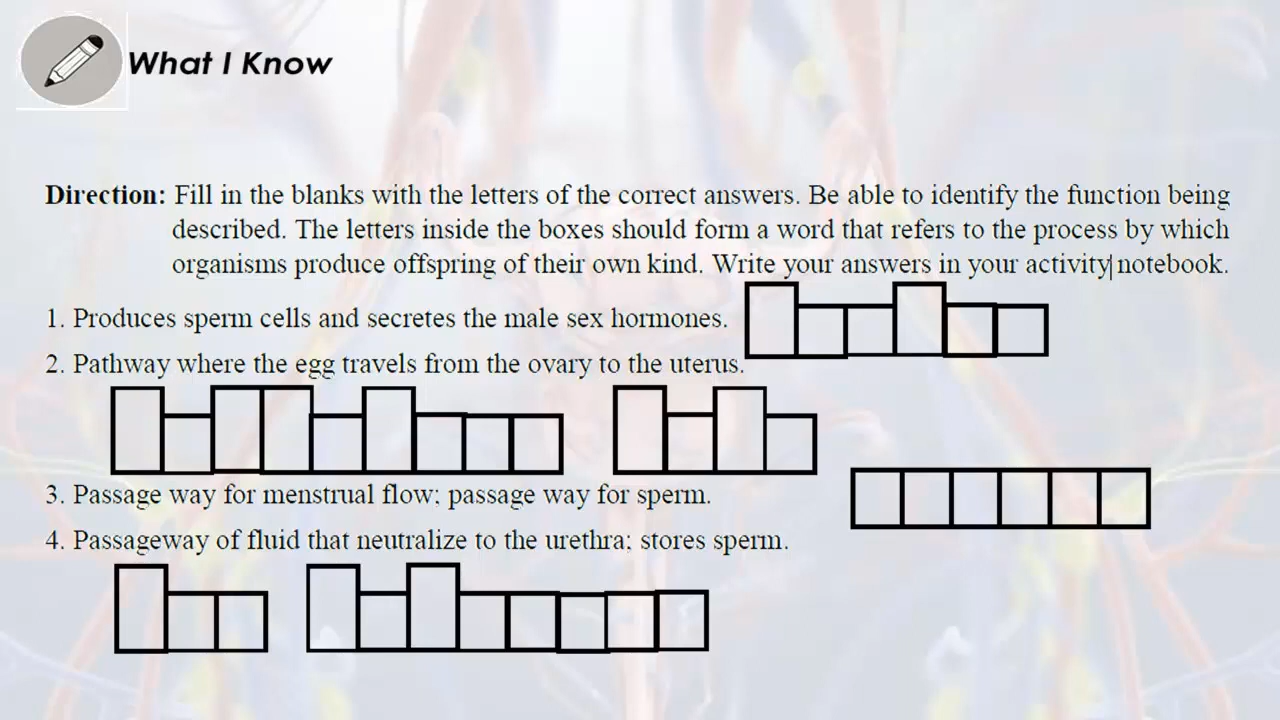 What I Know
Direction: Fill in the blanks with the letters of the correct answers. Be able to identify the function being
described. The letters inside the boxes should form a word that refers to the process by which
organisms produce offspring of their own kind. Write your answers in your activity notebook.
1. Produces sperm cells and secretes the male sex hormones.
2. Pathway where the egg travels from the ovary to the uterus.
3. Passage way for menstrual flow; passage way for sperm.
4. Passageway of fluid that neutralize to the urethra; stores sperm.